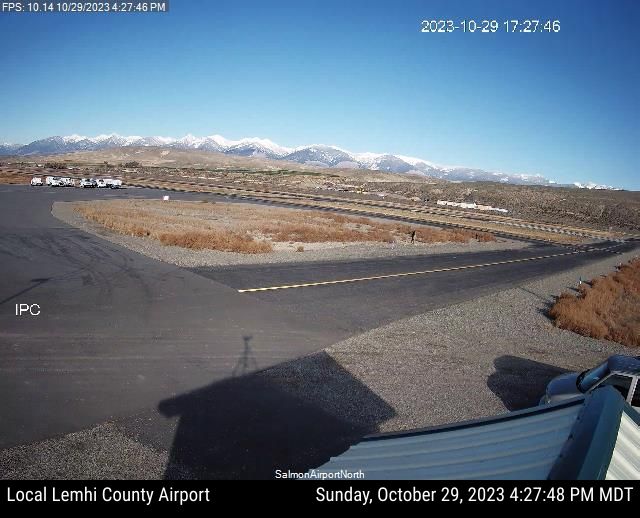 FPS: 10.14 10/29/2023 4:27:46 PM
2023-10-29 17:27:46
IPC
SalmonAirportNorth
Local Lemhi County Airport Sunday, October 29, 2023 4:27:48 PM MDT